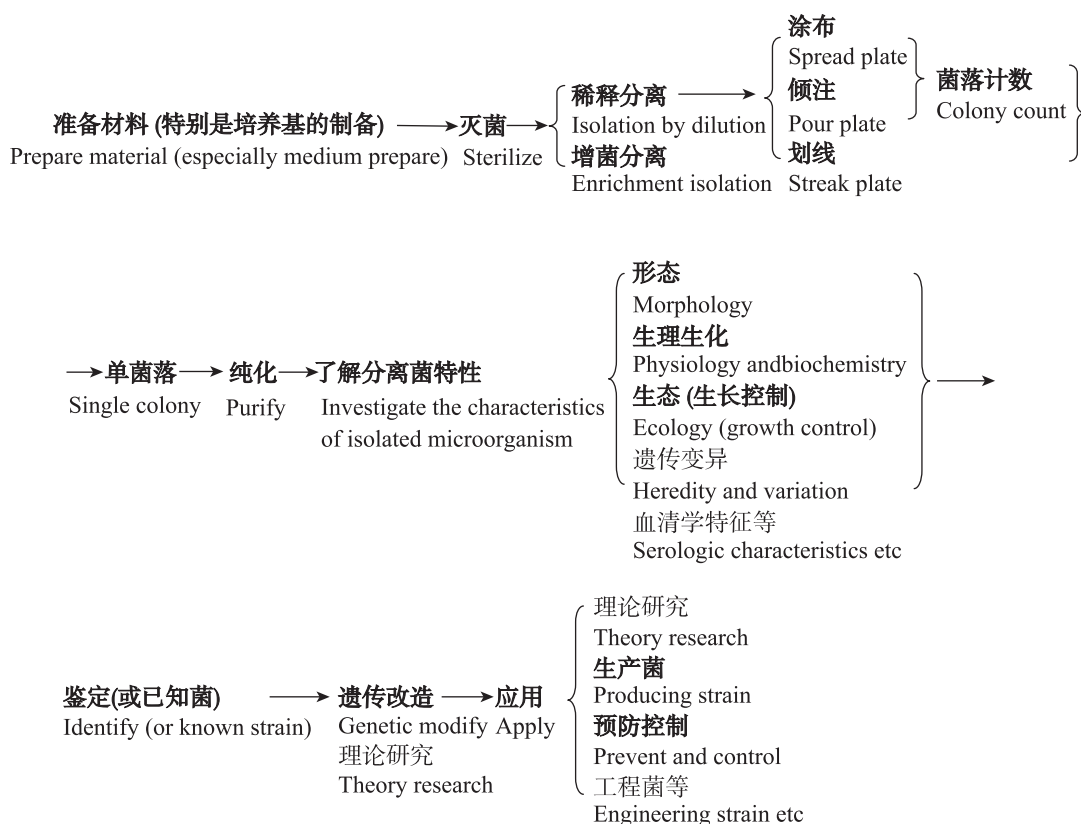 准备材料 (特别是培养基的制备)
Prepare material (especially medium prepare)
灭菌
Sterilize
稀释分离
Isolation by dilution
增菌分离
Enrichment isolation
涂布
Spread plate
倾注
Pour plate
划线
Streak plate
菌落计数
Colony count
单菌落
Single colony
纯化
Purify
了解分离菌特性
Investigate the characteristics
of isolated microorganism
形态
Morphology
生理生化
Physiology andbiochemistry
生态 (生长控制)
Ecology (growth control)
遗传变异
Heredity and variation
血清学特征等
Serologic characteristics etc
鉴定(或已知菌)
Identify (or known strain)
遗传改造
Genetic modify
理论研究
Theory research
应用
Apply
理论研究
Theory research
生产菌
Producing strain
预防控制
Prevent and control
工程菌等
Engineering strain etc